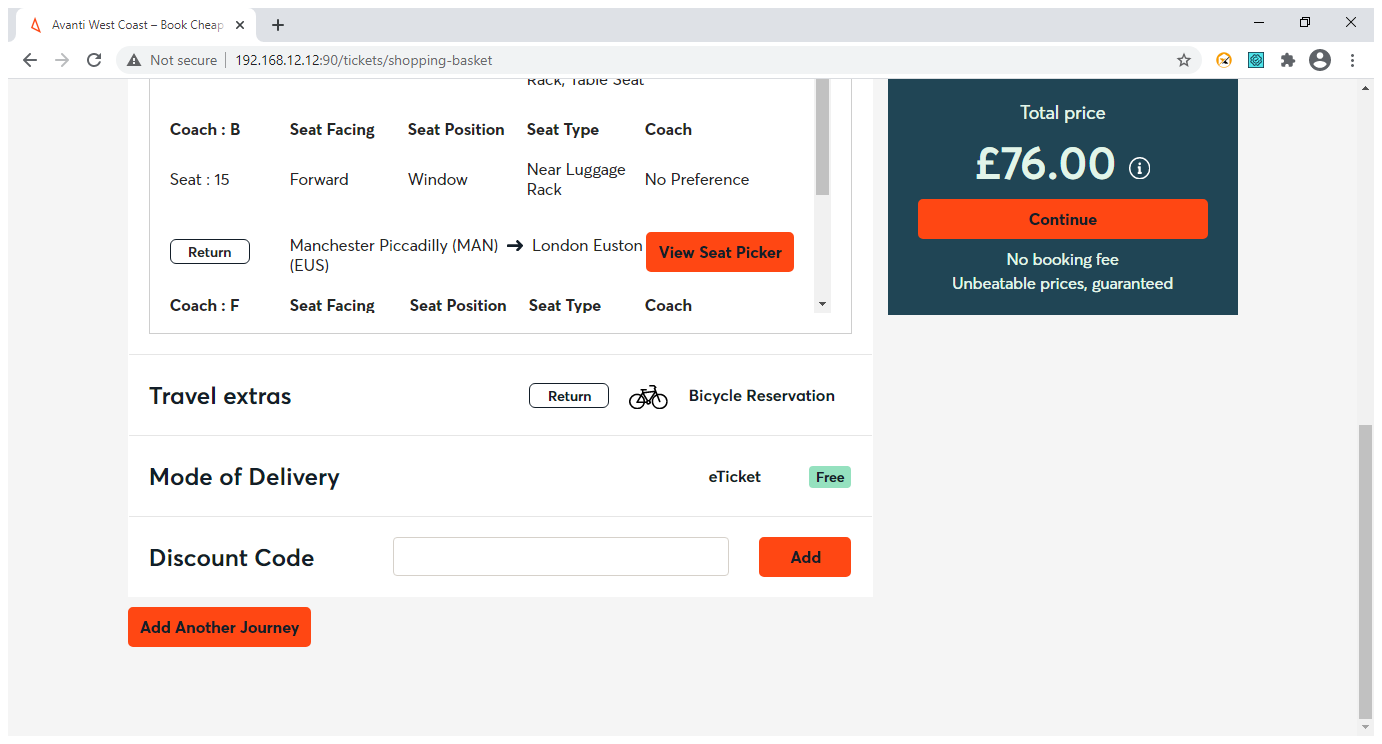 Avanti West Coast – Book Cheap
Not secure
192.168.12.12:90/tickets/shopping-basket
Rack, Table Seat
Coach : B Seat Facing Seat Position Seat Type Coach
Seat : 15 Forward Window Near Luggage Rack No Preference
Return Manchester Piccadilly (MAN) → London Euston (EUS) View Seat Picker
Coach : F Seat Facing Seat Position Seat Type Coach
Travel extras Return Bicycle Reservation
Mode of Delivery eTicket Free
Discount Code Add
Add Another Journey
Total price
£76.00
Continue
No booking fee
Unbeatable prices, guaranteed